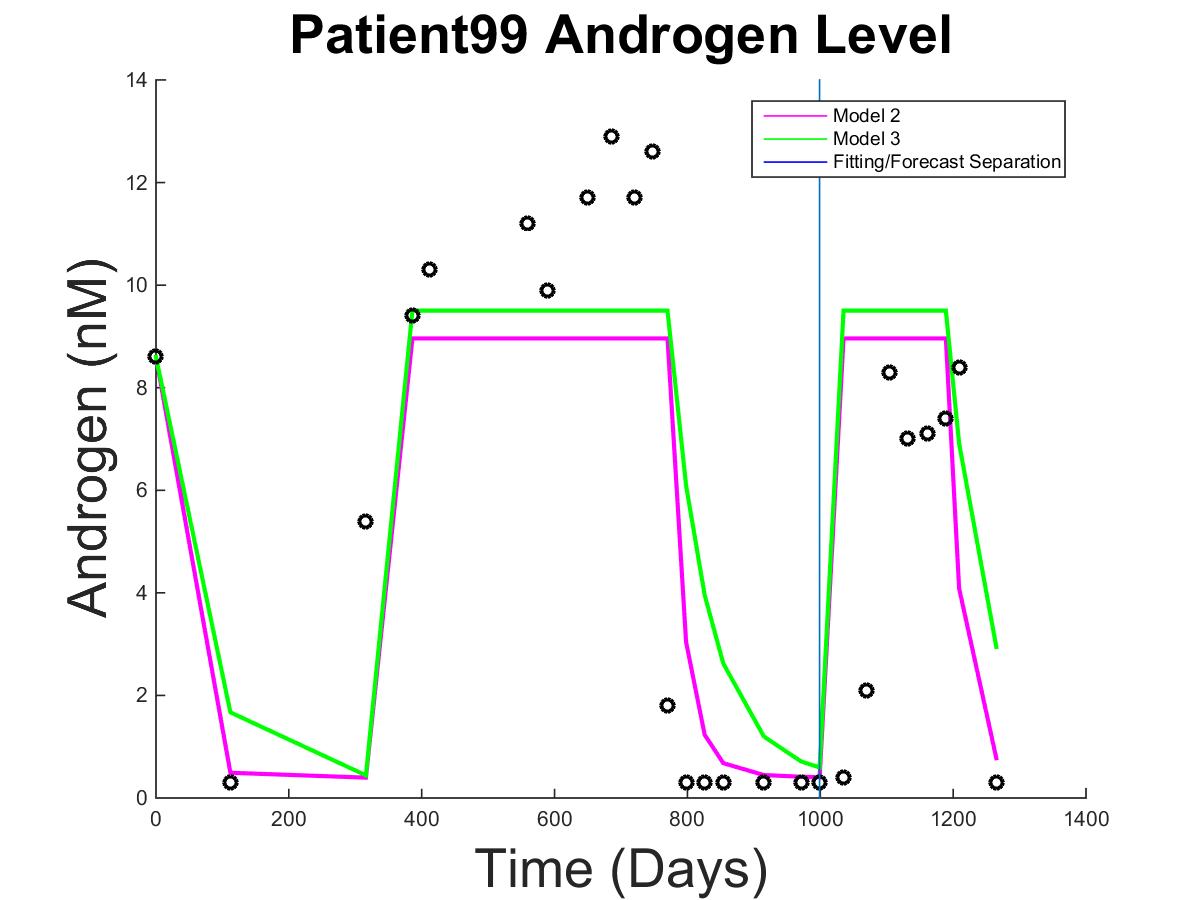 Patient99 Androgen Level
Model 2
Model 3
Fitting/Forecast Separation
Androgen (nM)
14
12
10
8
6
4
2
0
0 200 400 600 800 1000 1200 1400
Time (Days)